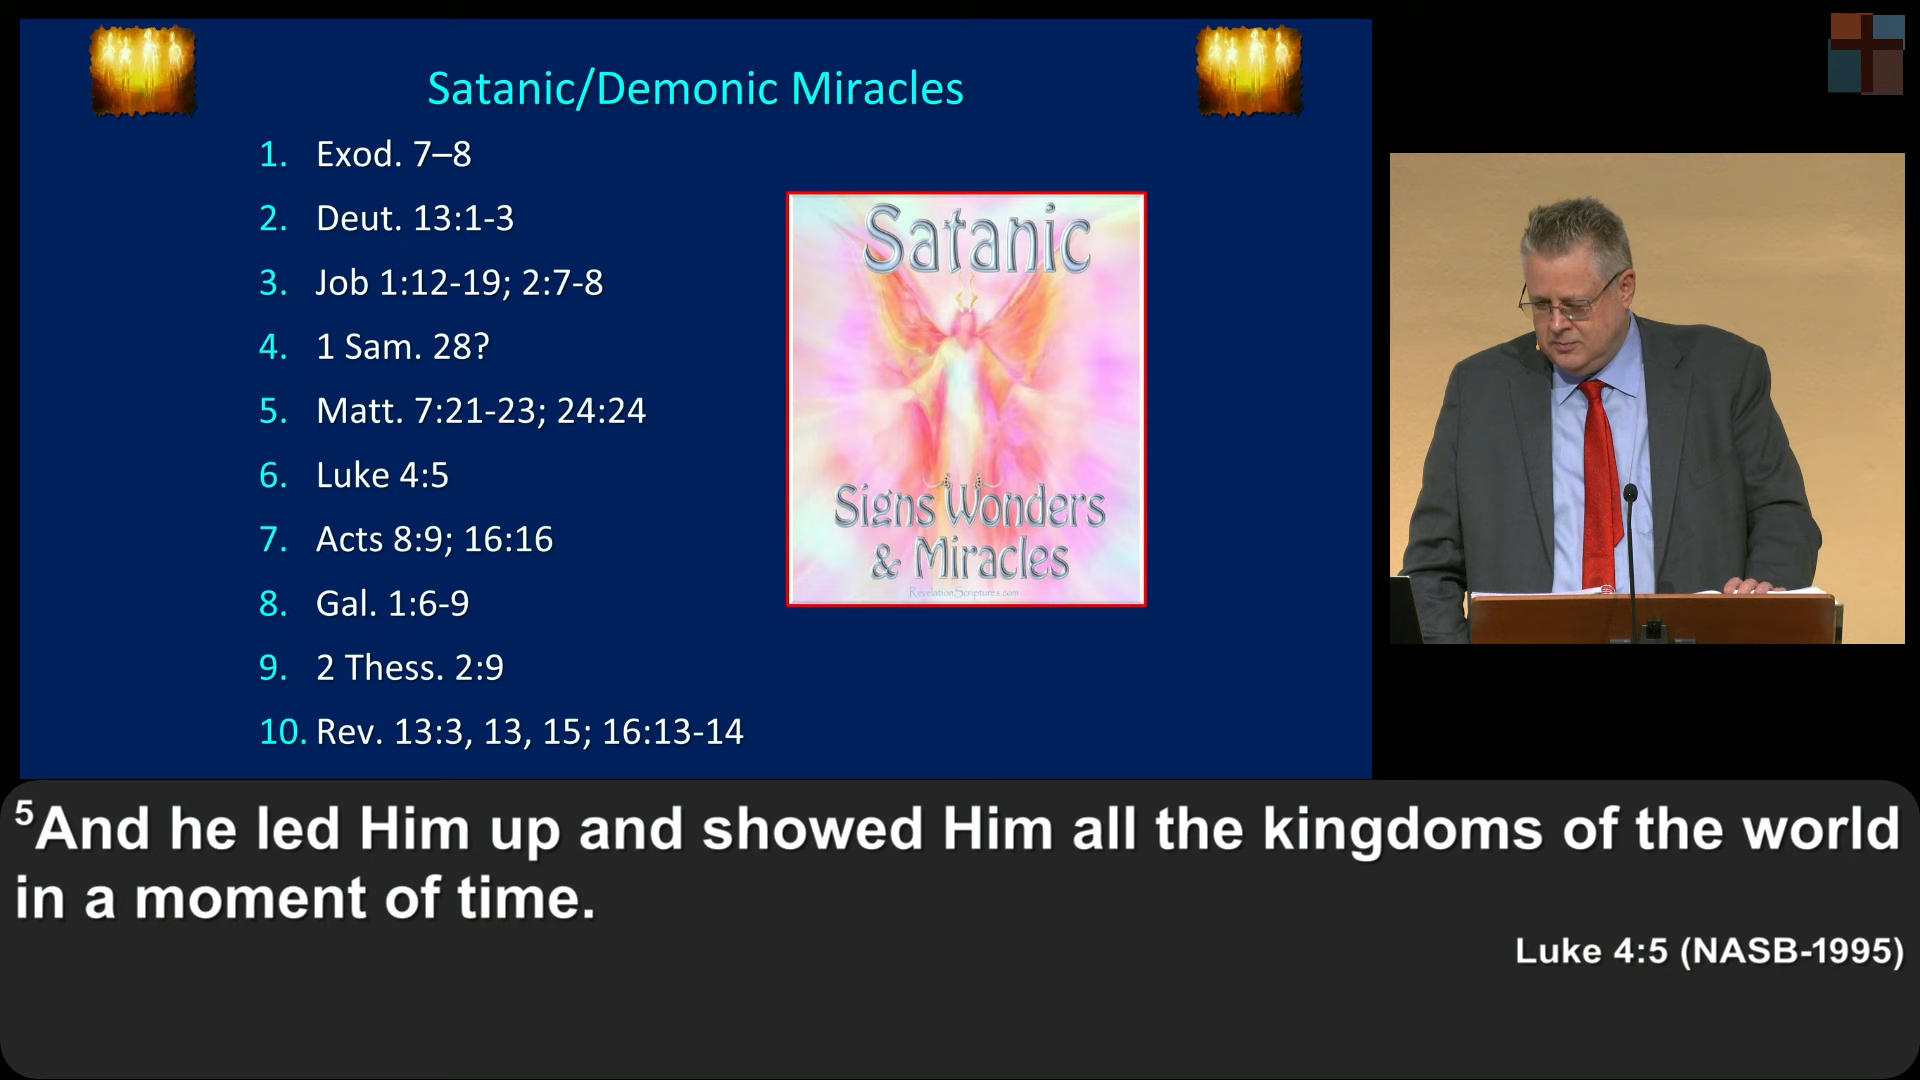 Satanic/Demonic Miracles
1. Exod. 7–8
2. Deut. 13:1-3
3. Job 1:12-19; 2:7-8
4. 1 Sam. 28?
5. Matt. 7:21-23; 24:24
6. Luke 4:5
7. Acts 8:9; 16:16
8. Gal. 1:6-9
9. 2 Thess. 2:9
10. Rev. 13:3, 13, 15; 16:13-14
Satanic
Signs Wonders
& Miracles
RevelationScriptures.com
5And he led Him up and showed Him all the kingdoms of the world
in a moment of time.
Luke 4:5 (NASB-1995)